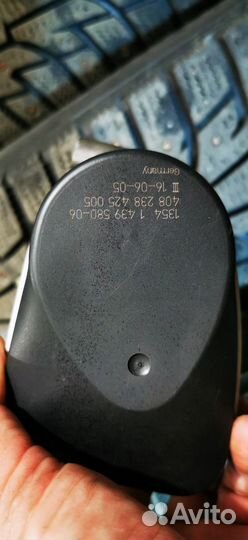 1354 1 439 580-06
408 238 425 005
III 16-06-05
Germany
Avito